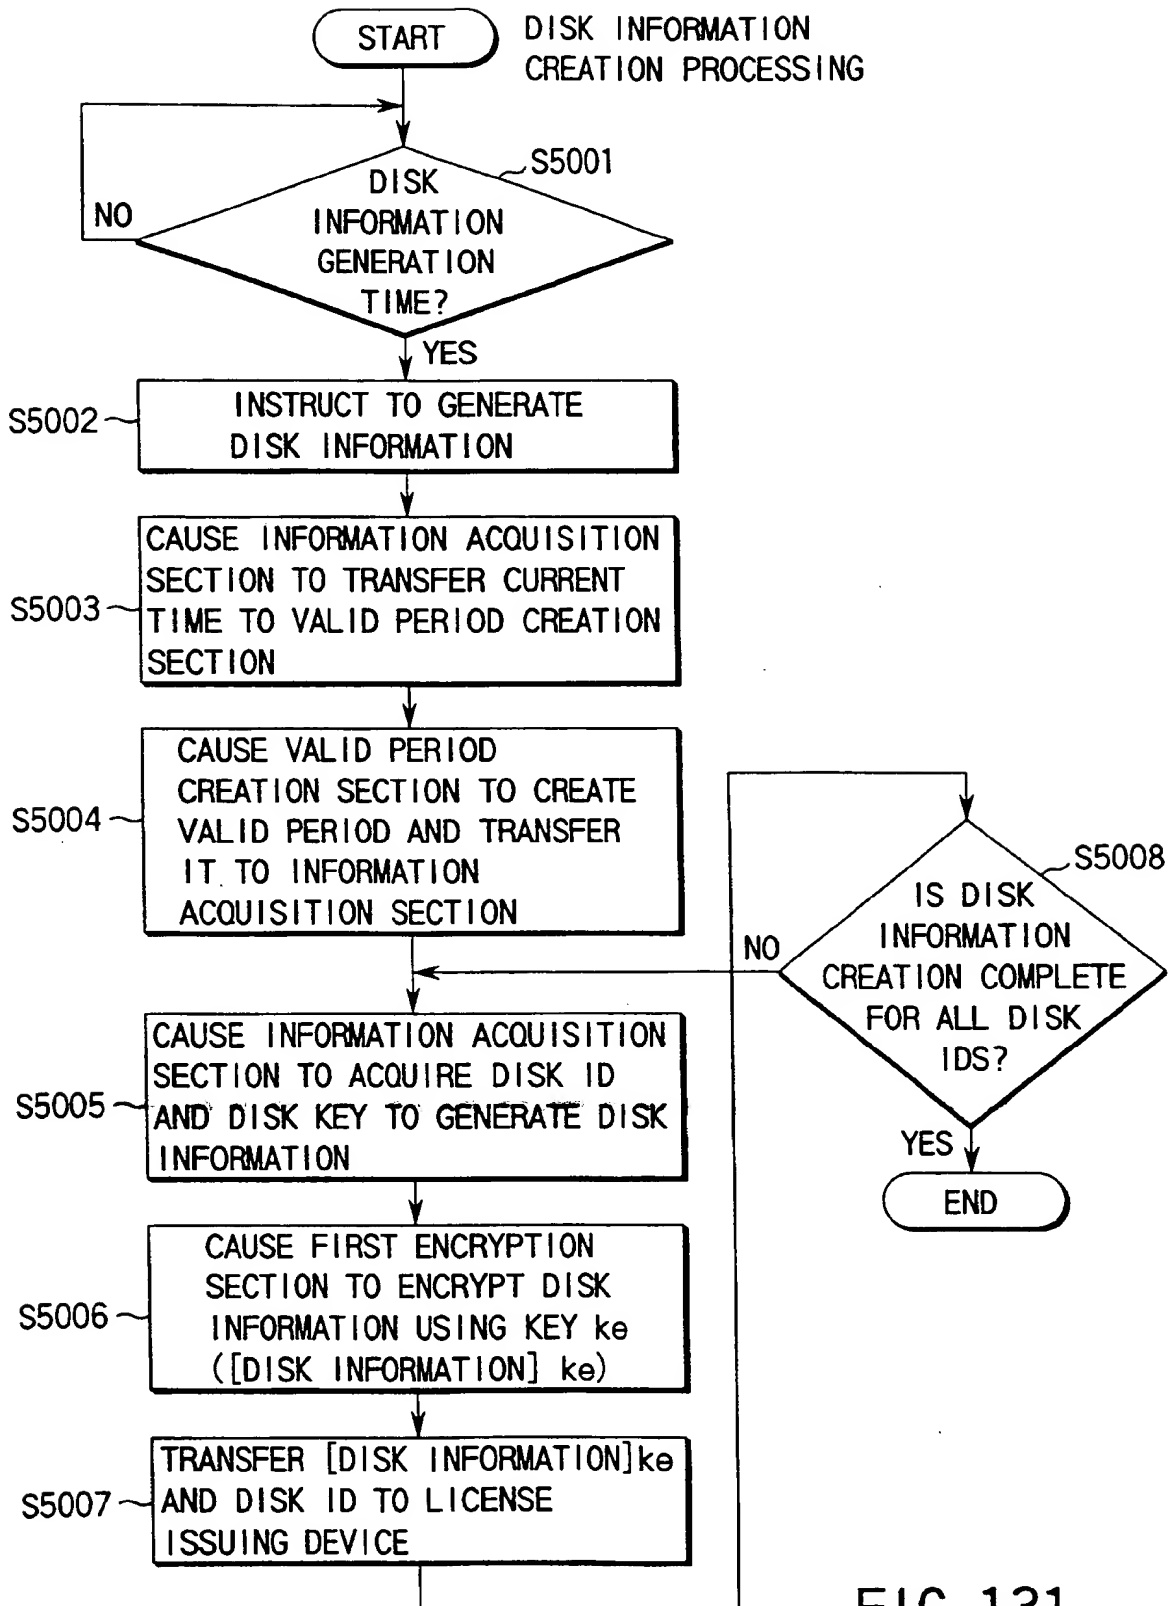 START
DISK INFORMATION
CREATION PROCESSING
S5001
DISK
INFORMATION
GENERATION
TIME?
NO
YES
S5002
INSTRUCT TO GENERATE
DISK INFORMATION
S5003
CAUSE INFORMATION ACQUISITION
SECTION TO TRANSFER CURRENT
TIME TO VALID PERIOD CREATION
SECTION
S5004
CAUSE VALID PERIOD
CREATION SECTION TO CREATE
VALID PERIOD AND TRANSFER
IT TO INFORMATION
ACQUISITION SECTION
S5005
CAUSE INFORMATION ACQUISITION
SECTION TO ACQUIRE DISK ID
AND DISK KEY TO GENERATE DISK
INFORMATION
S5006
CAUSE FIRST ENCRYPTION
SECTION TO ENCRYPT DISK
INFORMATION USING KEY ke
([DISK INFORMATION] ke)
S5007
TRANSFER [DISK INFORMATION]ke
AND DISK ID TO LICENSE
ISSUING DEVICE
S5008
IS DISK
INFORMATION
CREATION COMPLETE
FOR ALL DISK
IDS?
NO
YES
END
FIG. 131